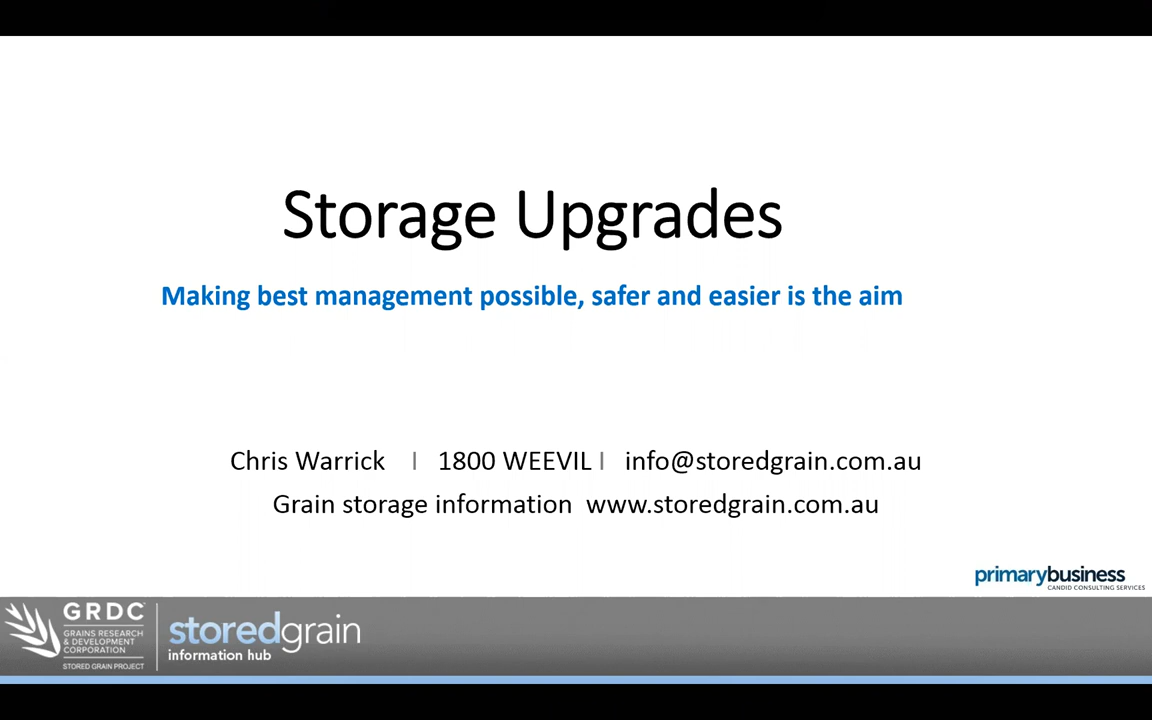 Storage Upgrades
Making best management possible, safer and easier is the aim
Chris Warrick I 1800 WEEVIL I info@storedgrain.com.au
Grain storage information www.storedgrain.com.au
primarybusiness
CANDID CONSULTING SERVICES
GRDC
GRAINS RESEARCH
& DEVELOPMENT
CORPORATION
STORED GRAIN PROJECT
storedgrain
information hub